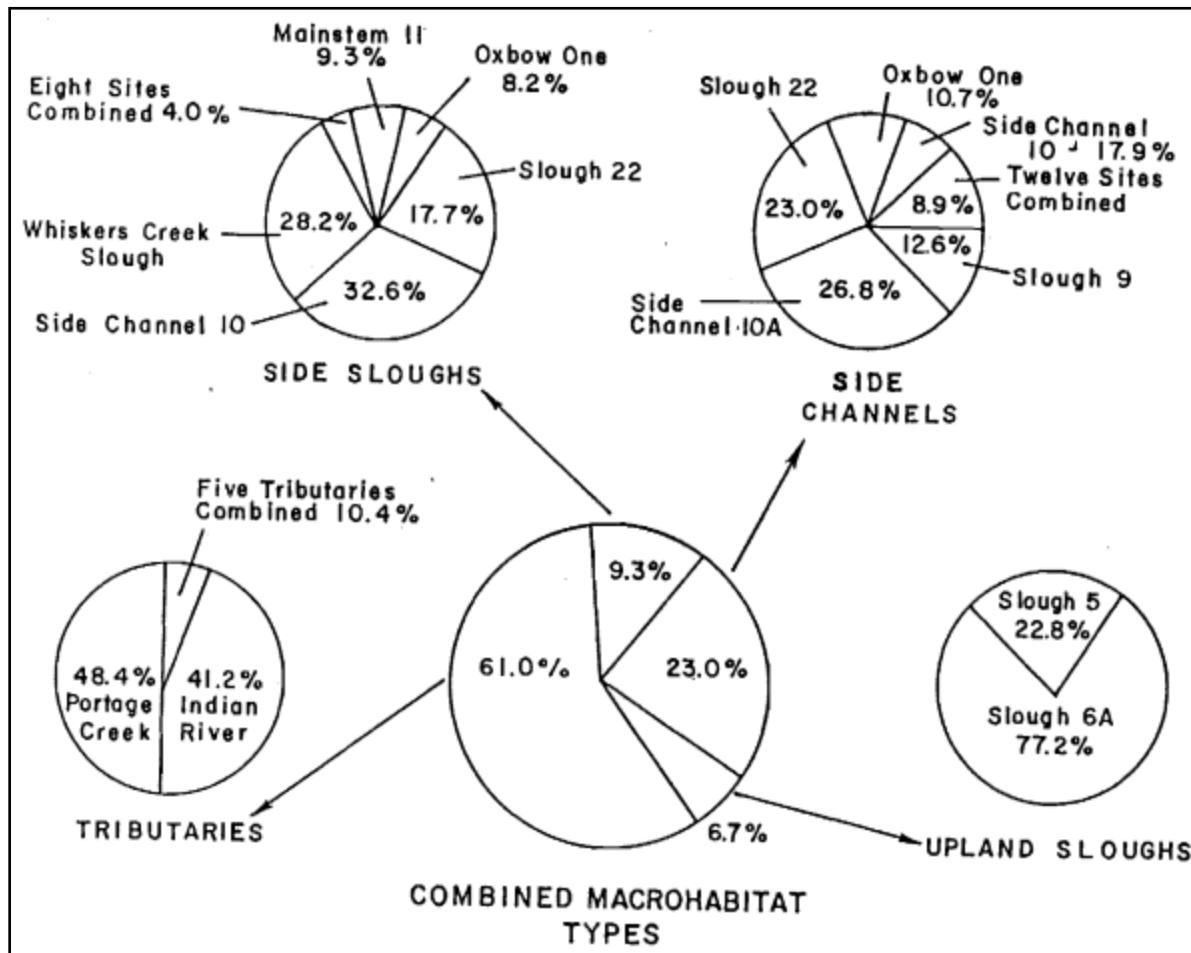 Mainstem 11
9.3%
Oxbow One
8.2%
Eight Sites
Combined 4.0%
Slough 22
17.7%
28.2%
Whiskers Creek
Slough
32.6%
Side Channel 10
SIDE SLOUGHS
Oxbow One
10.7%
Slough 22
Side Channel
10 17.9%
Twelve Sites
Combined
8.9%
23.0%
12.6%
Slough 9
26.8%
Side
Channel 10A
SIDE
CHANNELS
Five Tributaries
Combined 10.4%
48.4%
Portage
Creek
41.2%
Indian
River
TRIBUTARIES
9.3%
61.0%
23.0%
6.7%
Slough 5
22.8%
Slough 6A
77.2%
UPLAND SLOUGHS
COMBINED MACROHABITAT
TYPES